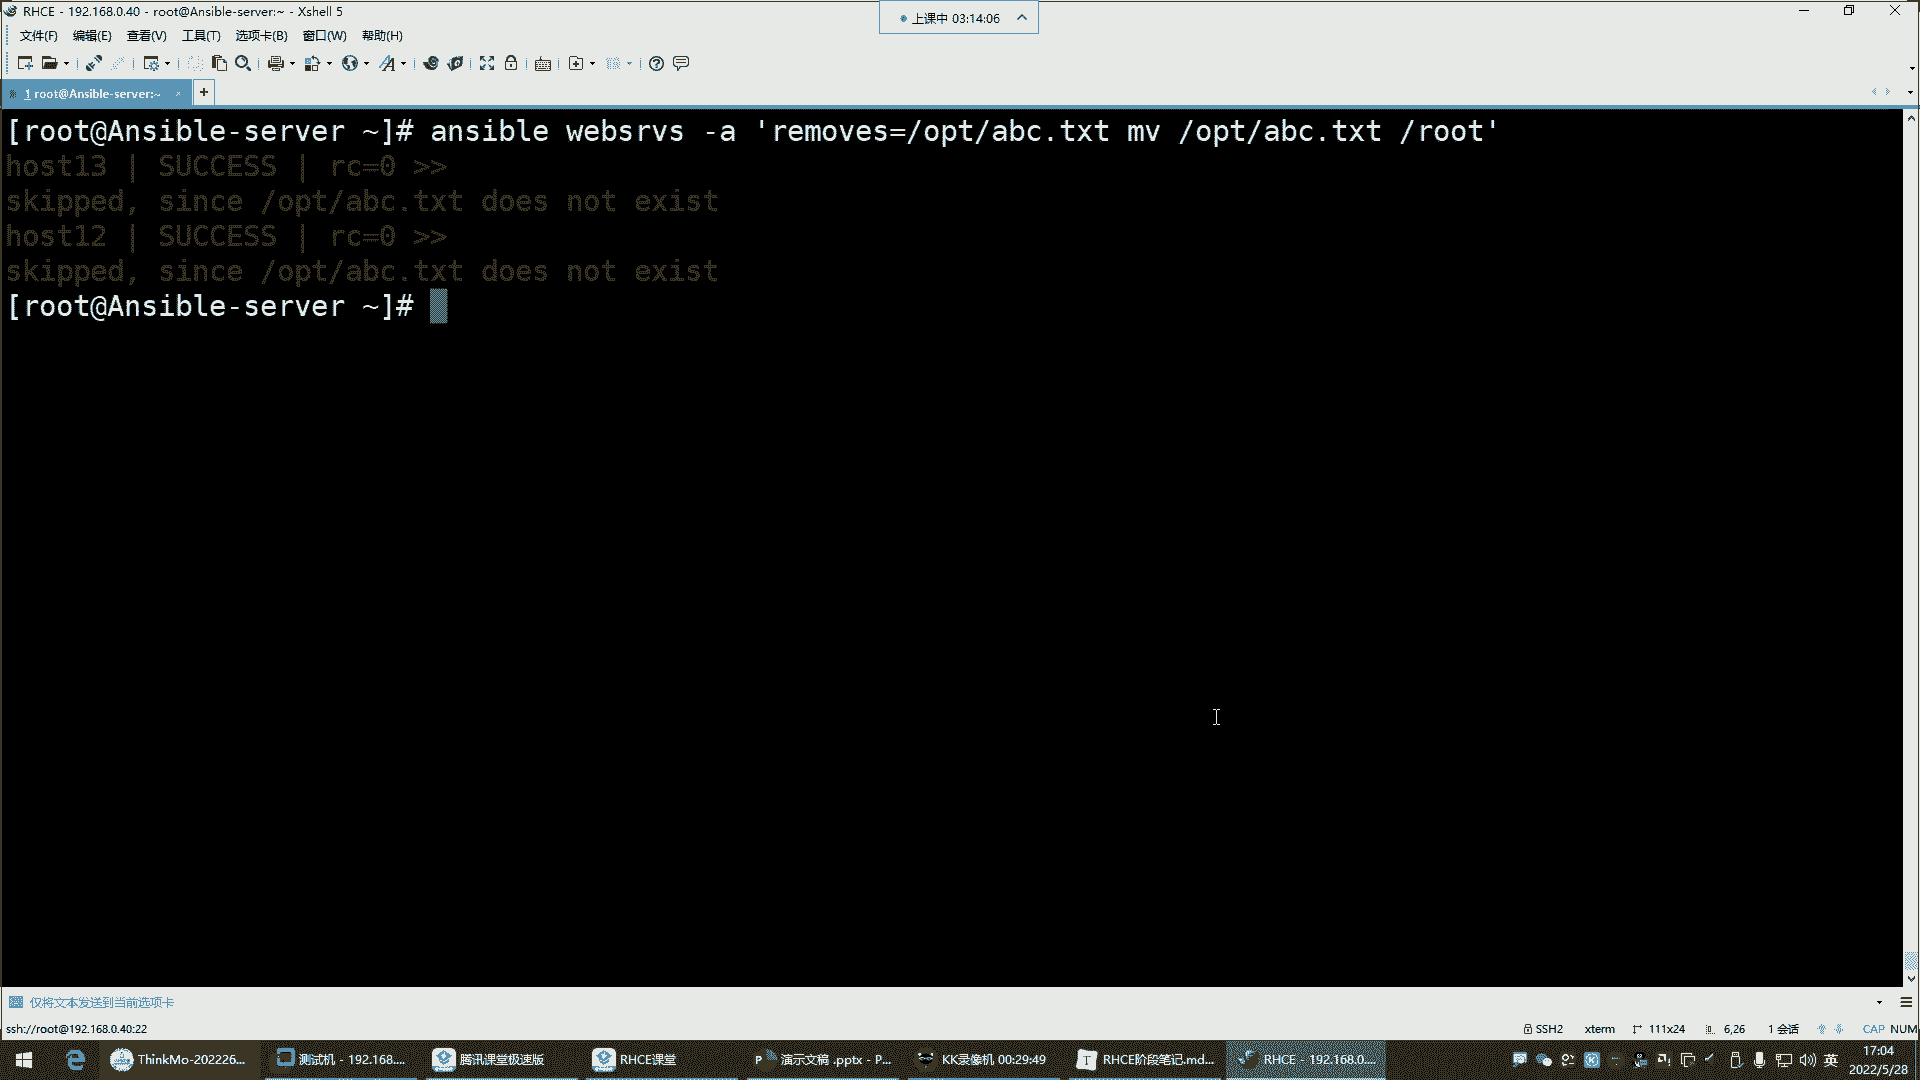 RHCE - 192.168.0.40 - root@Ansible-server:~ - Xshell 5
上课中 03:14:06
文件(F) 编辑(E) 查看(V) 工具(T) 选项卡(B) 窗口(W) 帮助(H)
1 root@Ansible-server:~
[root@Ansible-server ~]# ansible websrvs -a 'removes=/opt/abc.txt mv /opt/abc.txt /root'
host13 | SUCCESS | rc=0 >>
skipped, since /opt/abc.txt does not exist
host12 | SUCCESS | rc=0 >>
skipped, since /opt/abc.txt does not exist
[root@Ansible-server ~]#
仅将文本发送到当前选项卡
ssh://root@192.168.0.40:22 SSH2 xterm 111x24 6,26 1 会话 CAP NUM
ThinkMo-202226... 测试机 - 192.168.... 腾讯课堂极速版 RHCE课堂 演示文稿 .pptx - P... KK录像机 00:29:49 RHCE阶段笔记.md... RHCE - 192.168.0.... 英 17:04
2022/5/28